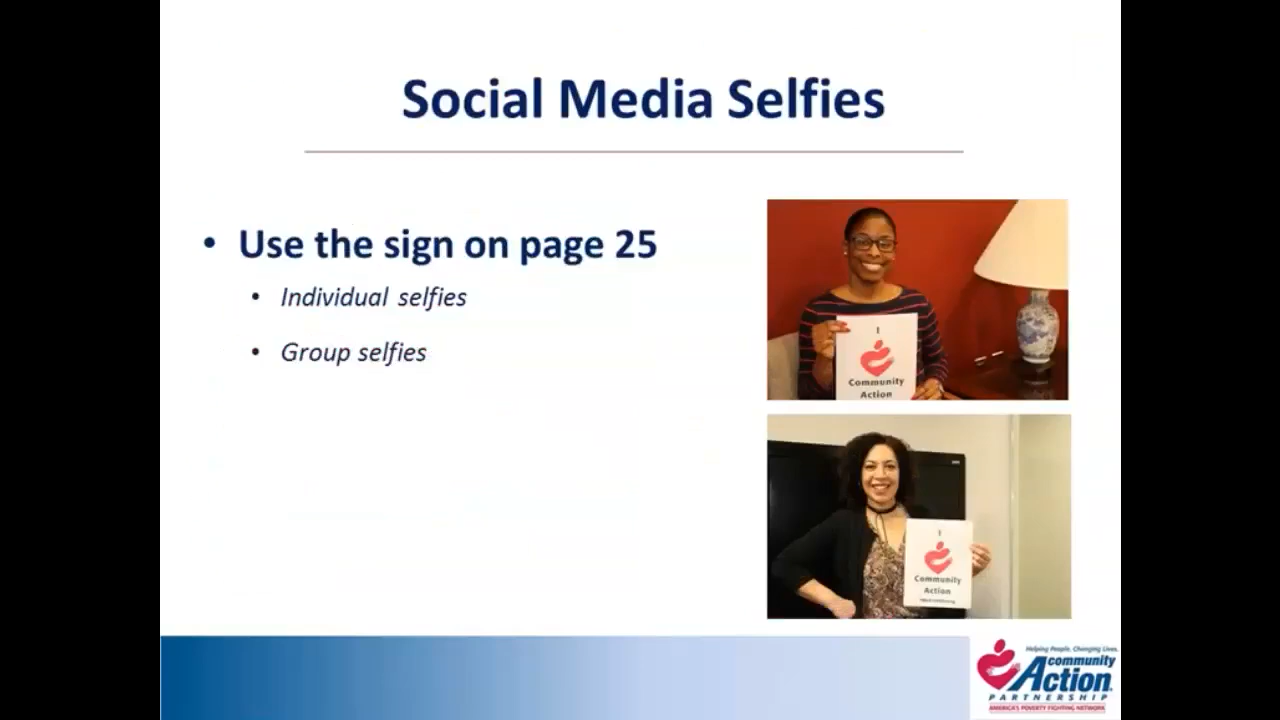 Social Media Selfies
• Use the sign on page 25
• Individual selfies
• Group selfies
I
Community
Action
I
Community
Action
Helping People. Changing Lives.
community
Action
PARTNERSHIP
AMERICA'S POVERTY FIGHTING NETWORK